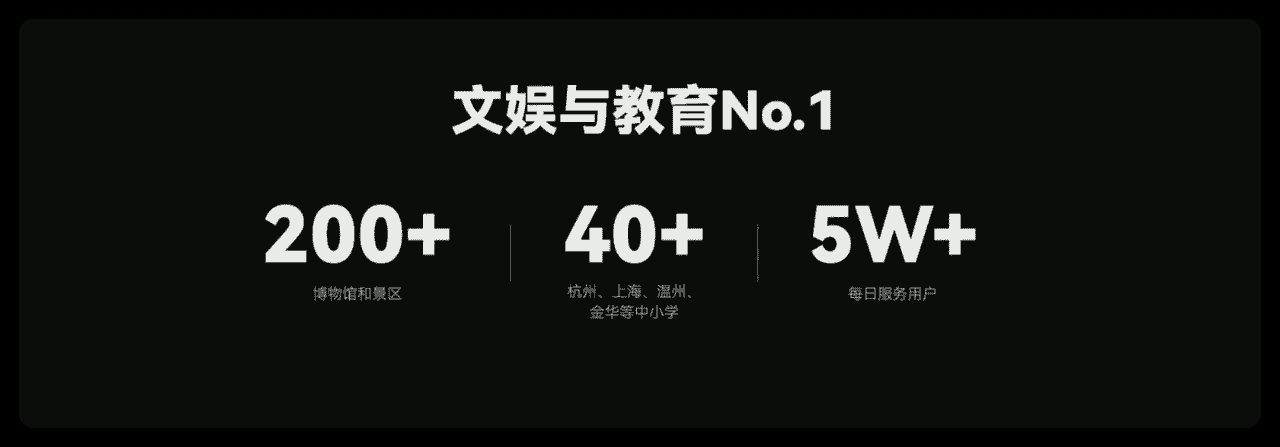 文娱与教育No.1
200+
博物馆和景区
40+
杭州、上海、温州、
金华等中小学
5W+
每日服务用户